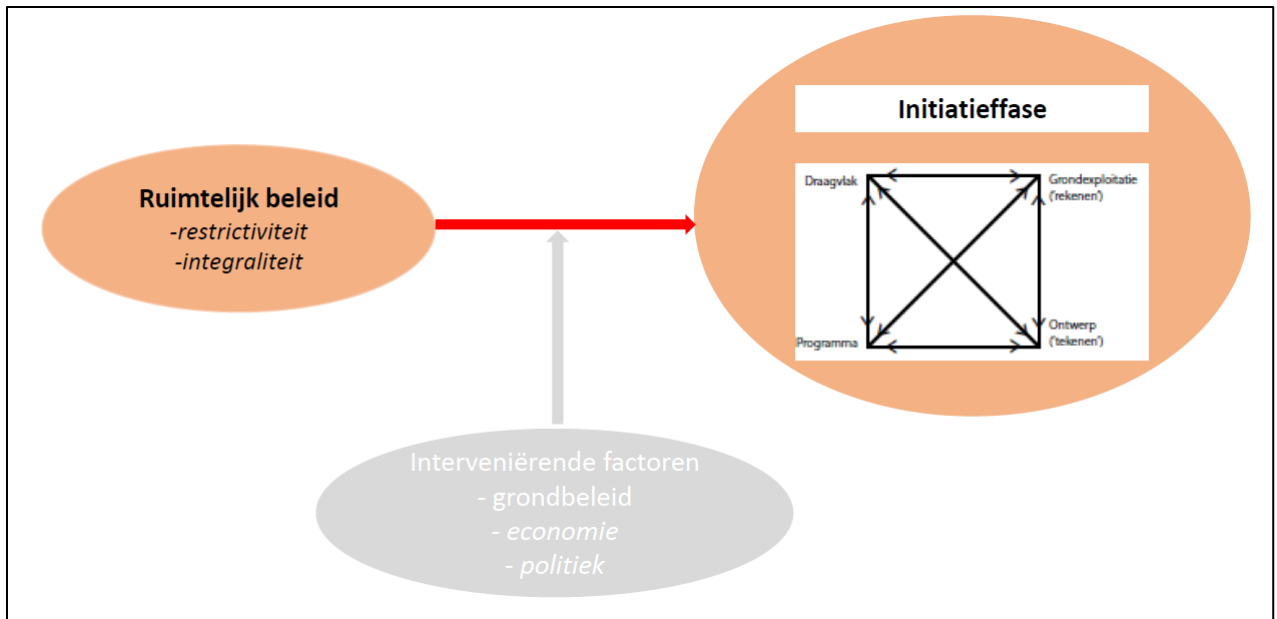 Ruimtelijk beleid
-restrictiviteit
-integraliteit
Initiatieffase
Draagvlak
Grondexploitatie
('rekenen')
Programma
Ontwerp
('tekenen')
Interveniërende factoren
- grondbeleid
- economie
- politiek